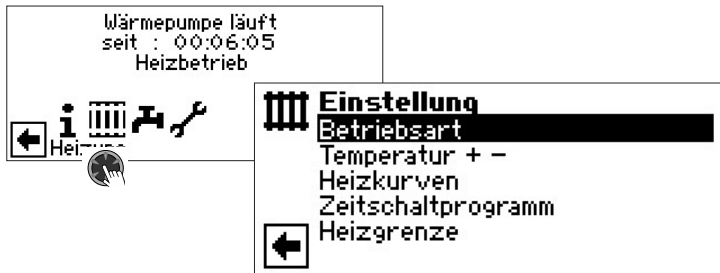 Wärmepumpe läuft
seit : 00:06:05
Heizbetrieb
Einstellung
Betriebsart
Temperatur + −
Heizkurven
Zeitschaltprogramm
Heizgrenze